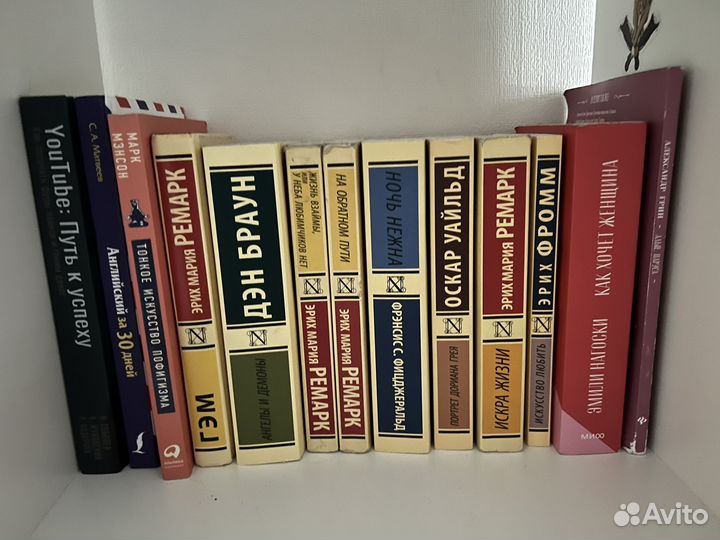 YouTube: Путь к успеху
С.А. Матвеев
Английский за 30 дней
МАРК
МЭНСОН
ТОНКОЕ ИСКУССТВО ПОФИГИЗМА
ЭРИХ МАРИЯ РЕМАРК
ГЭМ
ДЭН БРАУН
АНГЕЛЫ И ДЕМОНЫ
ЖИЗНЬ ВЗАЙМЫ,
ИЛИ
У НЕБА ЛЮБИМЧИКОВ НЕТ
ЭРИХ МАРИЯ
РЕМАРК
НА ОБРАТНОМ ПУТИ
ЭРИХ МАРИЯ
РЕМАРК
НОЧЬ НЕЖНА
ФРЭНСИС С. ФИЦДЖЕРАЛЬД
ОСКАР УАЙЛЬД
ПОРТРЕТ ДОРИАНА ГРЕЯ
ЭРИХ МАРИЯ РЕМАРК
ИСКРА ЖИЗНИ
ЭРИХ ФРОММ
ИСКУССТВО ЛЮБИТЬ
ЭМИЛИ НАГОСКИ КАК ХОЧЕТ ЖЕНЩИНА
МИФ
АЛЕКСАНДР ГРИН
Avito